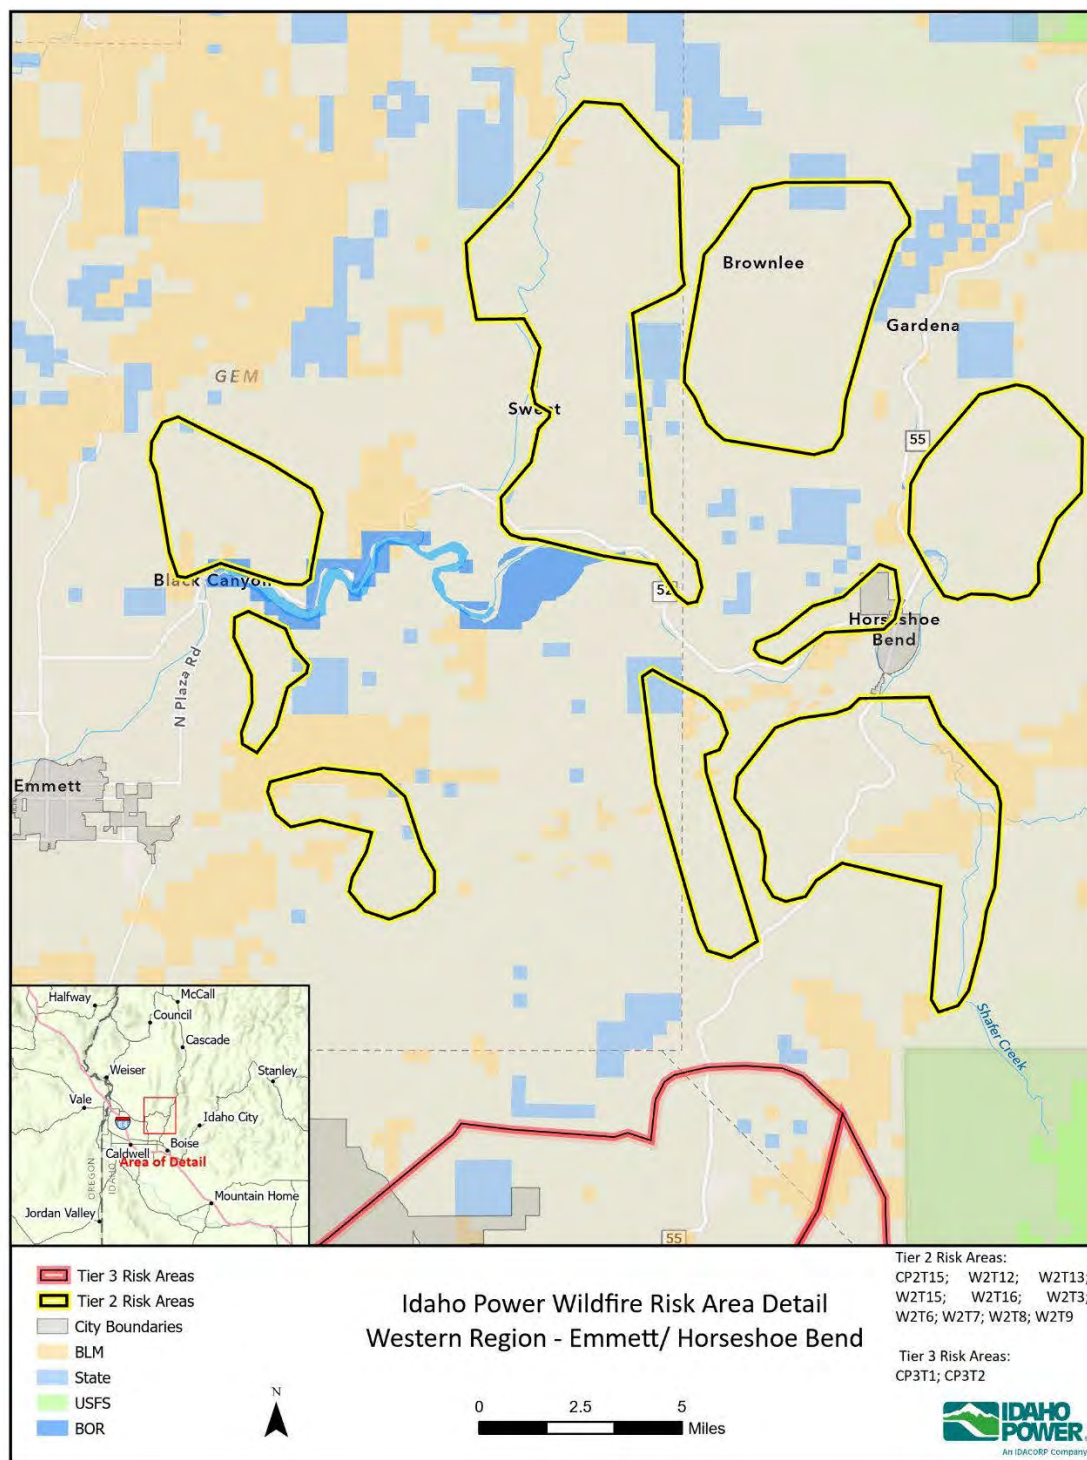 Brownlee
Gardena
GEM
Sweet
55
Black Canyon
52
Horseshoe
Bend
N Plaza Rd
Emmett
Shafer Creek
55
Halfway
McCall
Council
Cascade
Weiser
Stanley
Vale
Idaho City
84
Boise
Caldwell
Area of Detail
OREGON
IDAHO
Mountain Home
Jordan Valley
Tier 3 Risk Areas
Tier 2 Risk Areas
City Boundaries
BLM
State
USFS
BOR
N
Idaho Power Wildfire Risk Area Detail
Western Region - Emmett/ Horseshoe Bend
0 2.5 5
Miles
Tier 2 Risk Areas:
CP2T15; W2T12; W2T13;
W2T15; W2T16; W2T3;
W2T6; W2T7; W2T8; W2T9
Tier 3 Risk Areas:
CP3T1; CP3T2
IDAHO
POWER
An IDACORP Company